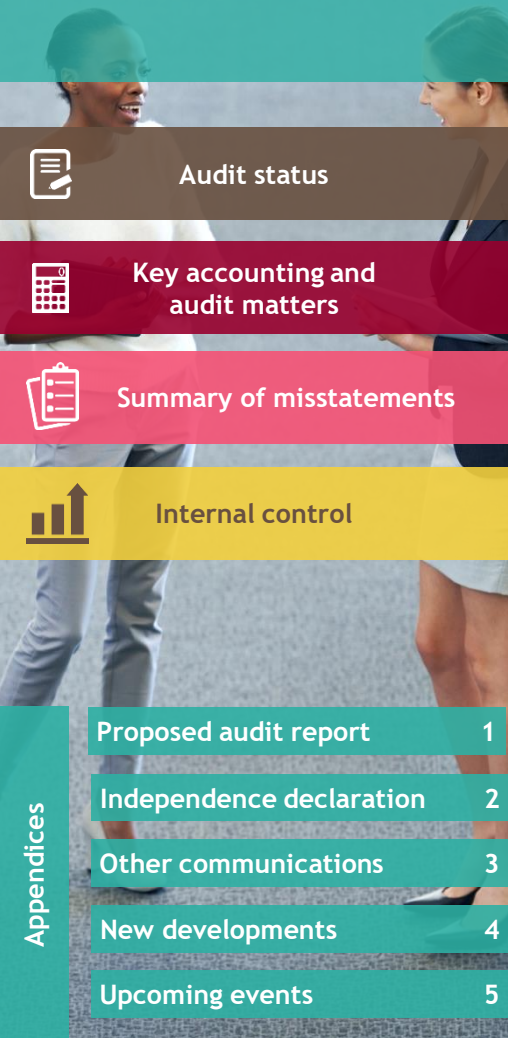 Audit status
Key accounting and
audit matters
Summary of misstatements
Internal control
Appendices
Proposed audit report 1
Independence declaration 2
Other communications 3
New developments 4
Upcoming events 5